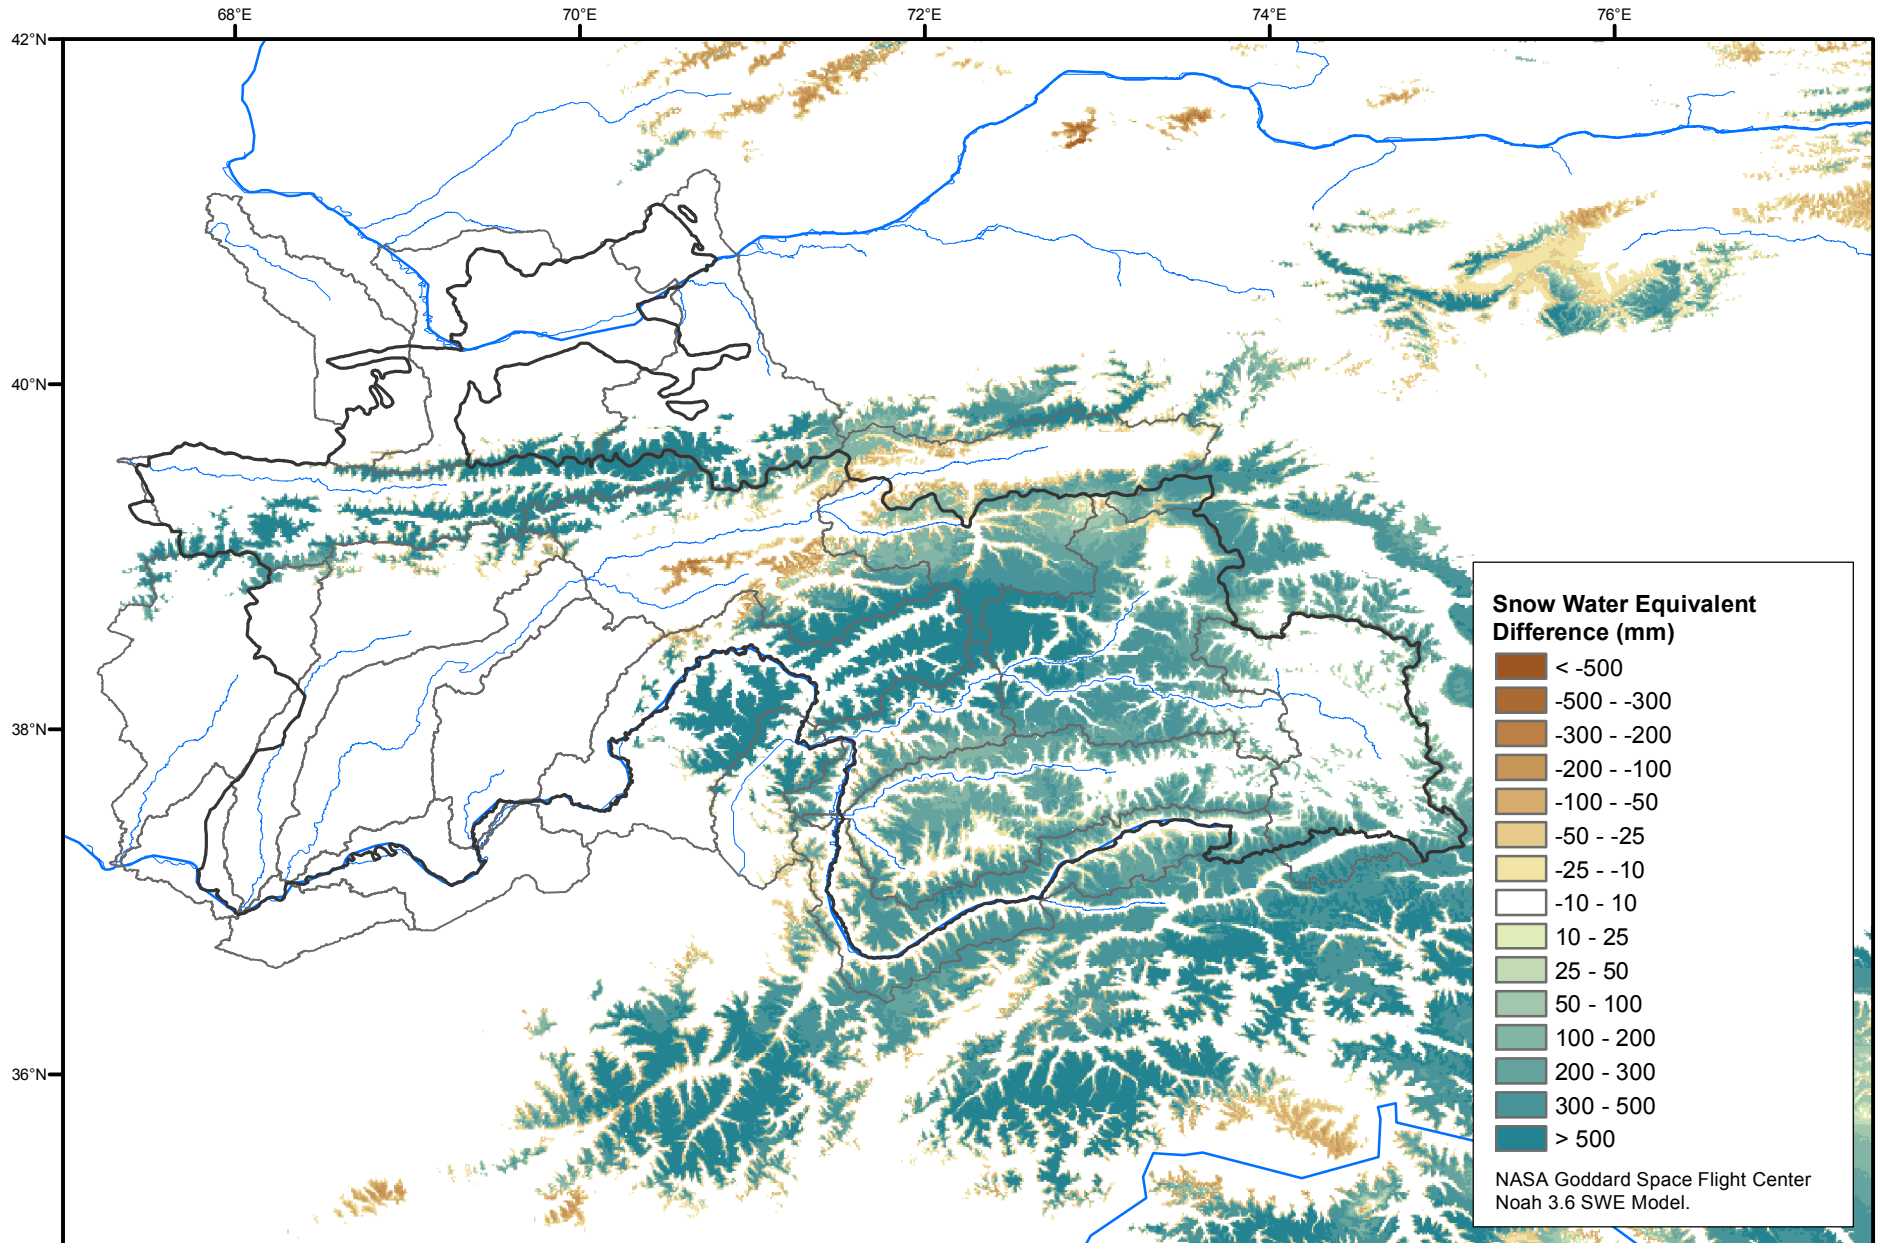 68°E 70°E 72°E 74°E 76°E
42°N
40°N
38°N
36°N
Snow Water Equivalent
Difference (mm)
< -500
-500 - -300
-300 - -200
-200 - -100
-100 - -50
-50 - -25
-25 - -10
-10 - 10
10 - 25
25 - 50
50 - 100
100 - 200
200 - 300
300 - 500
> 500
NASA Goddard Space Flight Center
Noah 3.6 SWE Model.